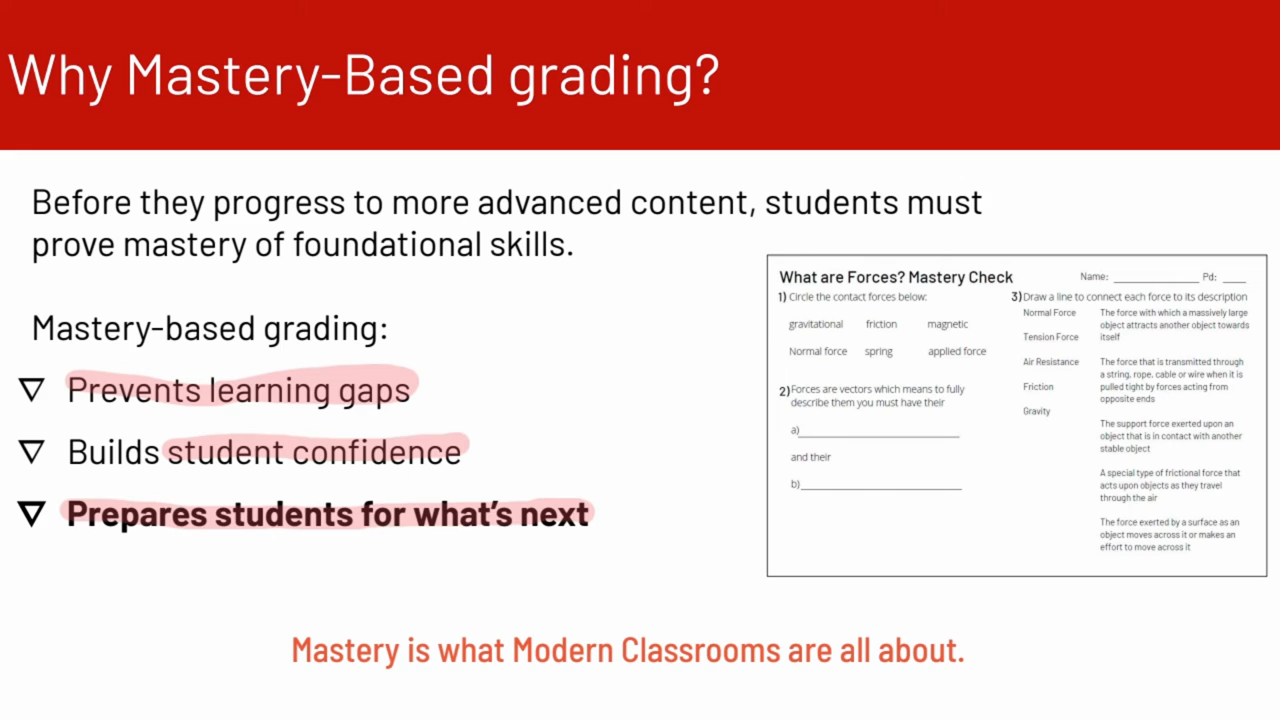 Why Mastery-Based grading?
Before they progress to more advanced content, students must
prove mastery of foundational skills.
Mastery-based grading:
Prevents learning gaps
Builds student confidence
Prepares students for what's next
What are Forces? Mastery Check
Name: ____________ Pd: ____
1) Circle the contact forces below:
gravitational friction magnetic
Normal force spring applied force
2) Forces are vectors which means to fully
describe them you must have their
a)____________________
and their
b)____________________
3) Draw a line to connect each force to its description
Normal Force
Tension Force
Air Resistance
Friction
Gravity
The force with which a massively large
object attracts another object towards
itself
The force that is transmitted through
a string, rope, cable or wire when it is
pulled tight by forces acting from
opposite ends
The support force exerted upon an
object that is in contact with another
stable object
A special type of frictional force that
acts upon objects as they travel
through the air
The force exerted by a surface as an
object moves across it or makes an
effort to move across it
Mastery is what Modern Classrooms are all about.